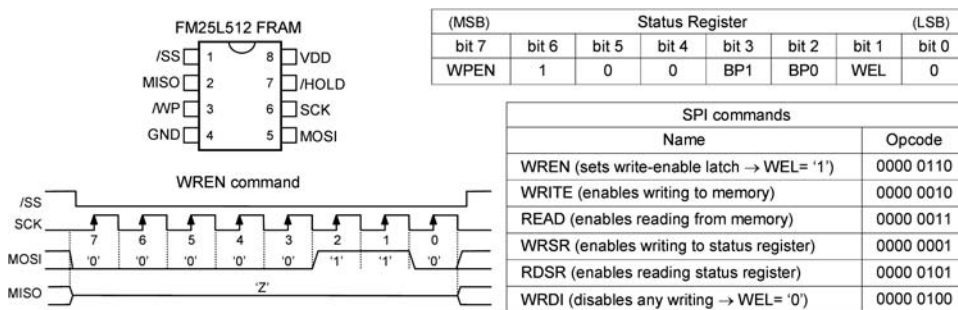 FM25L512 FRAM
/SS 1 8 VDD
MISO 2 7 /HOLD
/WP 3 6 SCK
GND 4 5 MOSI
(MSB) Status Register (LSB)
bit 7 bit 6 bit 5 bit 4 bit 3 bit 2 bit 1 bit 0
WPEN 1 0 0 BP1 BP0 WEL 0
WREN command
/SS
SCK
7 6 5 4 3 2 1 0
MOSI '0' '0' '0' '0' '0' '1' '1' '0'
MISO 'Z'
SPI commands
Name Opcode
WREN (sets write-enable latch → WEL= '1') 0000 0110
WRITE (enables writing to memory) 0000 0010
READ (enables reading from memory) 0000 0011
WRSR (enables writing to status register) 0000 0001
RDSR (enables reading status register) 0000 0101
WRDI (disables any writing → WEL= '0') 0000 0100